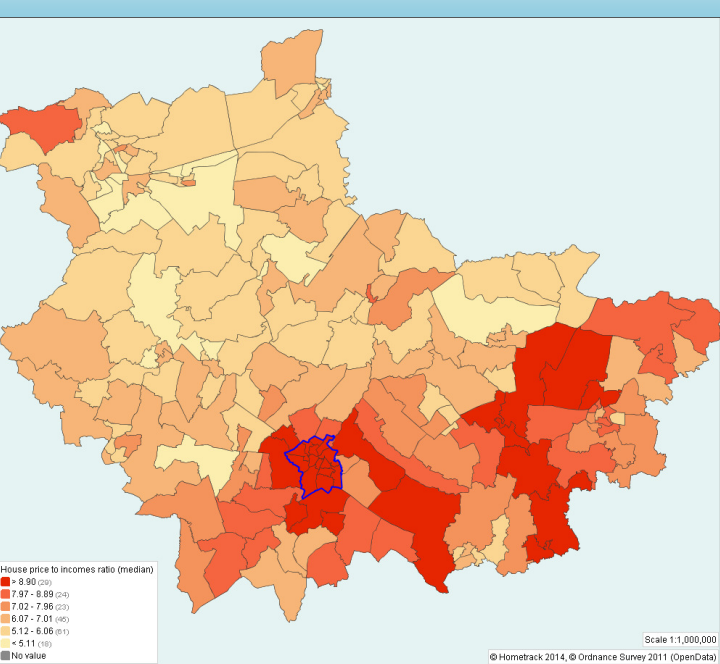 House price to incomes ratio (median)
> 8.90 (29)
7.97 - 8.89 (24)
7.02 - 7.96 (23)
6.07 - 7.01 (46)
5.12 - 6.06 (61)
< 5.11 (18)
No value
Scale 1:1,000,000
© Hometrack 2014, © Ordnance Survey 2011 (OpenData)